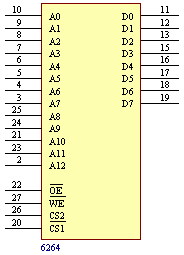 10 A0 D0 11
9 A1 D1 12
8 A2 D2 13
7 A3 D3 15
6 A4 D4 16
5 A5 D5 17
4 A6 D6 18
3 A7 D7 19
25 A8
24 A9
21 A10
23 A11
2 A12
22 OE
27 WE
26 CS2
20 CS1
6264